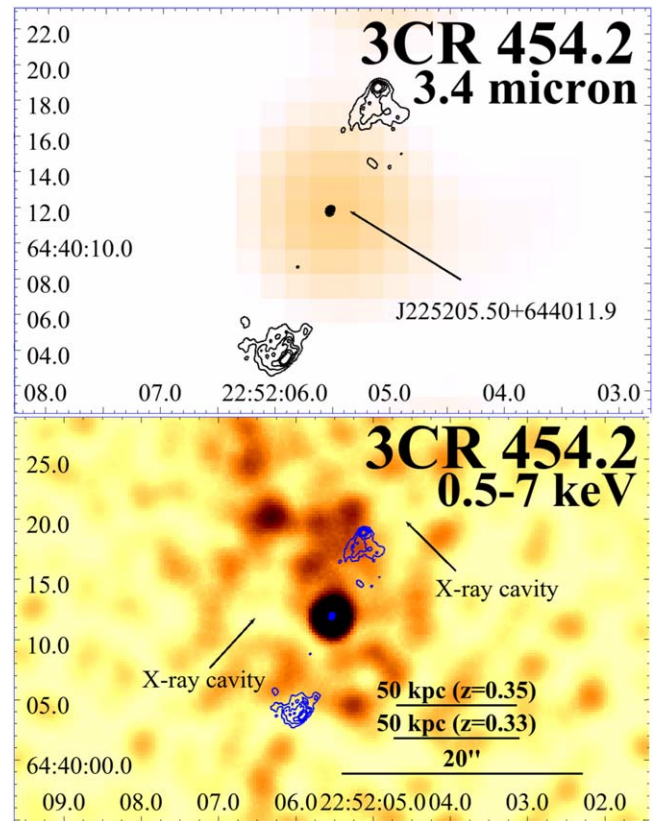 3CR 454.2
3.4 micron
22.0
20.0
18.0
16.0
14.0
12.0
64:40:10.0
08.0
06.0
04.0
J225205.50+644011.9
08.0 07.0 22:52:06.0 05.0 04.0 03.0
3CR 454.2
0.5-7 keV
25.0
20.0
15.0
10.0
05.0
64:40:00.0
X-ray cavity
X-ray cavity
50 kpc (z=0.35)
50 kpc (z=0.33)
20"
09.0 08.0 07.0 06.0 22:52:05.0 04.0 03.0 02.0